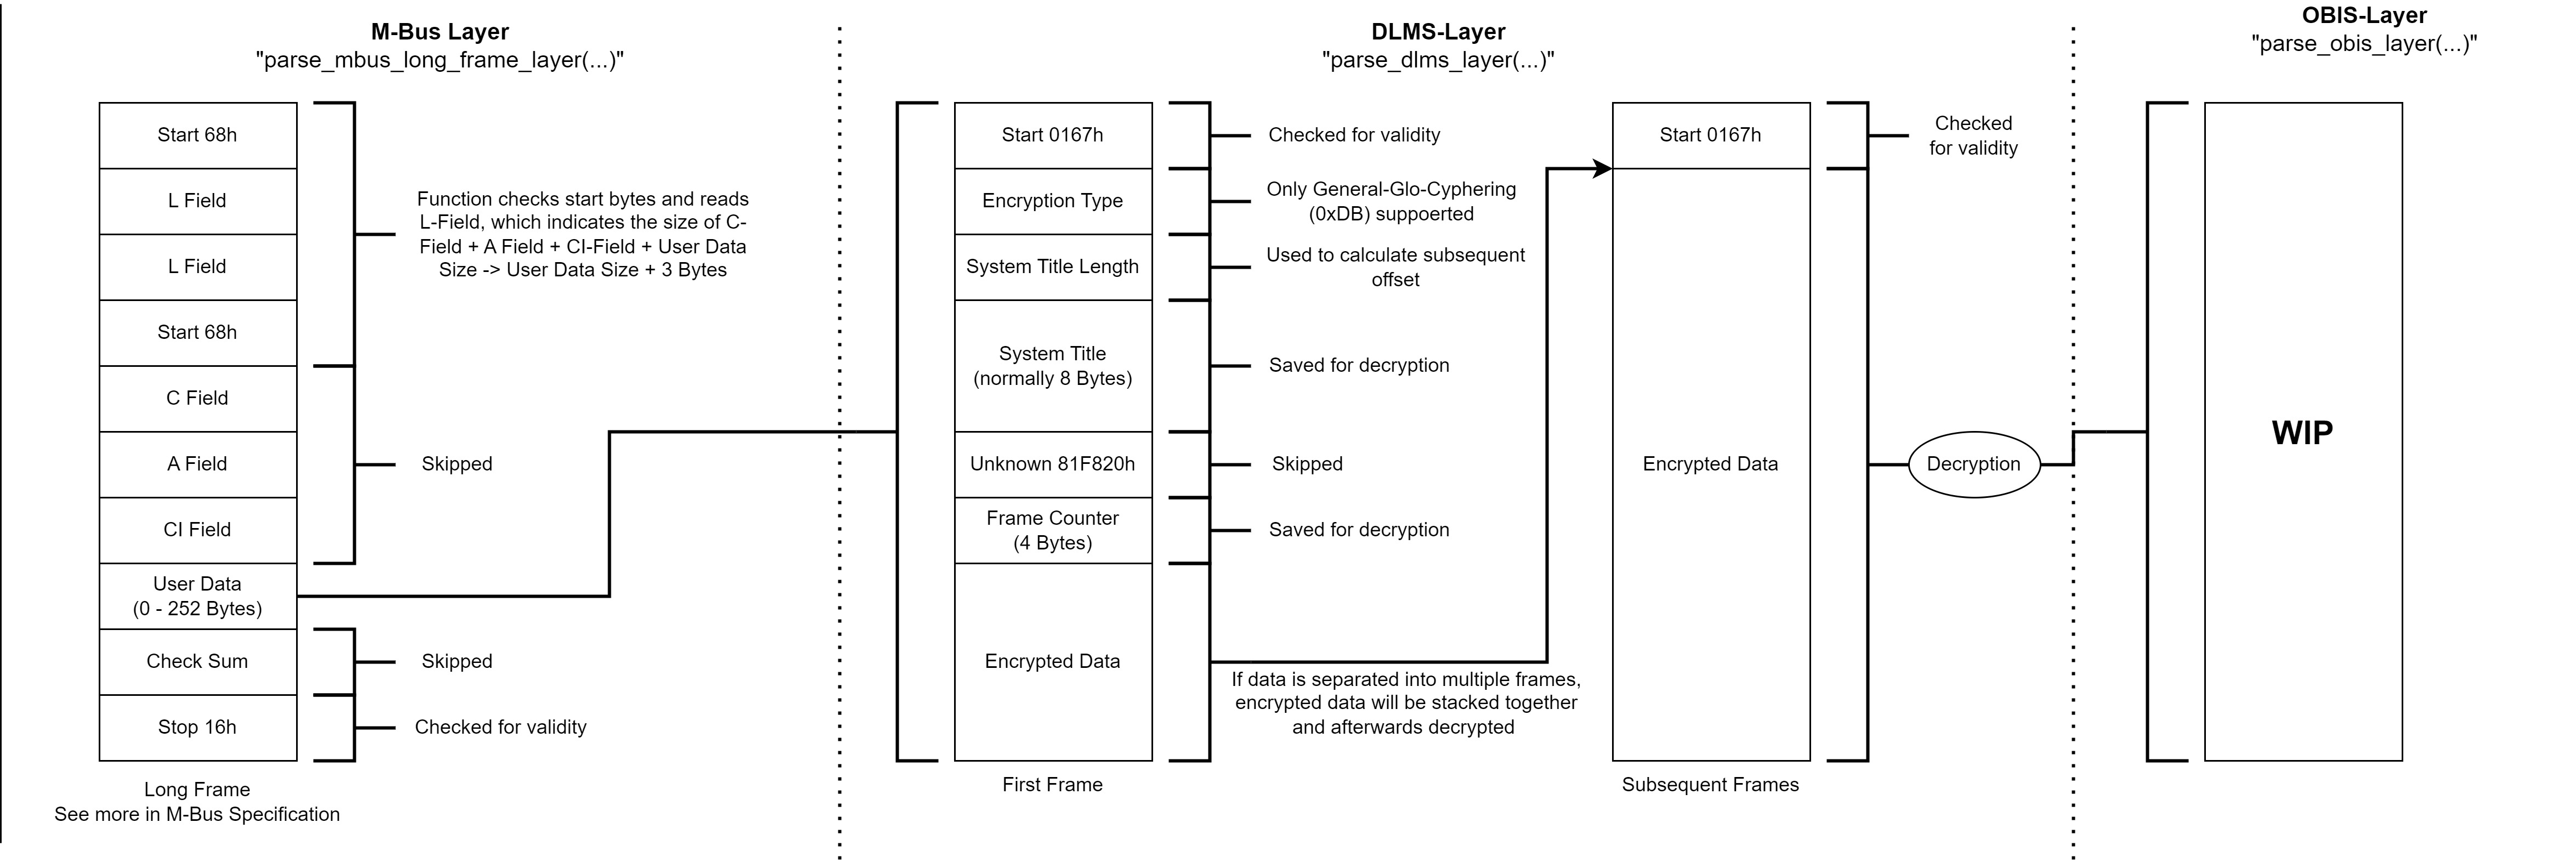 M-Bus Layer
"parse_mbus_long_frame_layer(...)"
Start 68h
L Field
L Field
Start 68h
C Field
A Field
CI Field
User Data
(0 - 252 Bytes)
Check Sum
Stop 16h
Long Frame
See more in M-Bus Specification
Function checks start bytes and reads
L-Field, which indicates the size of C-
Field + A Field + CI-Field + User Data
Size -> User Data Size + 3 Bytes
Skipped
Skipped
Checked for validity
DLMS-Layer
"parse_dlms_layer(...)"
Start 0167h
Encryption Type
System Title Length
System Title
(normally 8 Bytes)
Unknown 81F820h
Frame Counter
(4 Bytes)
Encrypted Data
First Frame
Checked for validity
Only General-Glo-Cyphering
(0xDB) suppoerted
Used to calculate subsequent
offset
Saved for decryption
Skipped
Saved for decryption
If data is separated into multiple frames,
encrypted data will be stacked together
and afterwards decrypted
Start 0167h
Encrypted Data
Subsequent Frames
Checked
for validity
Decryption
OBIS-Layer
"parse_obis_layer(...)"
WIP